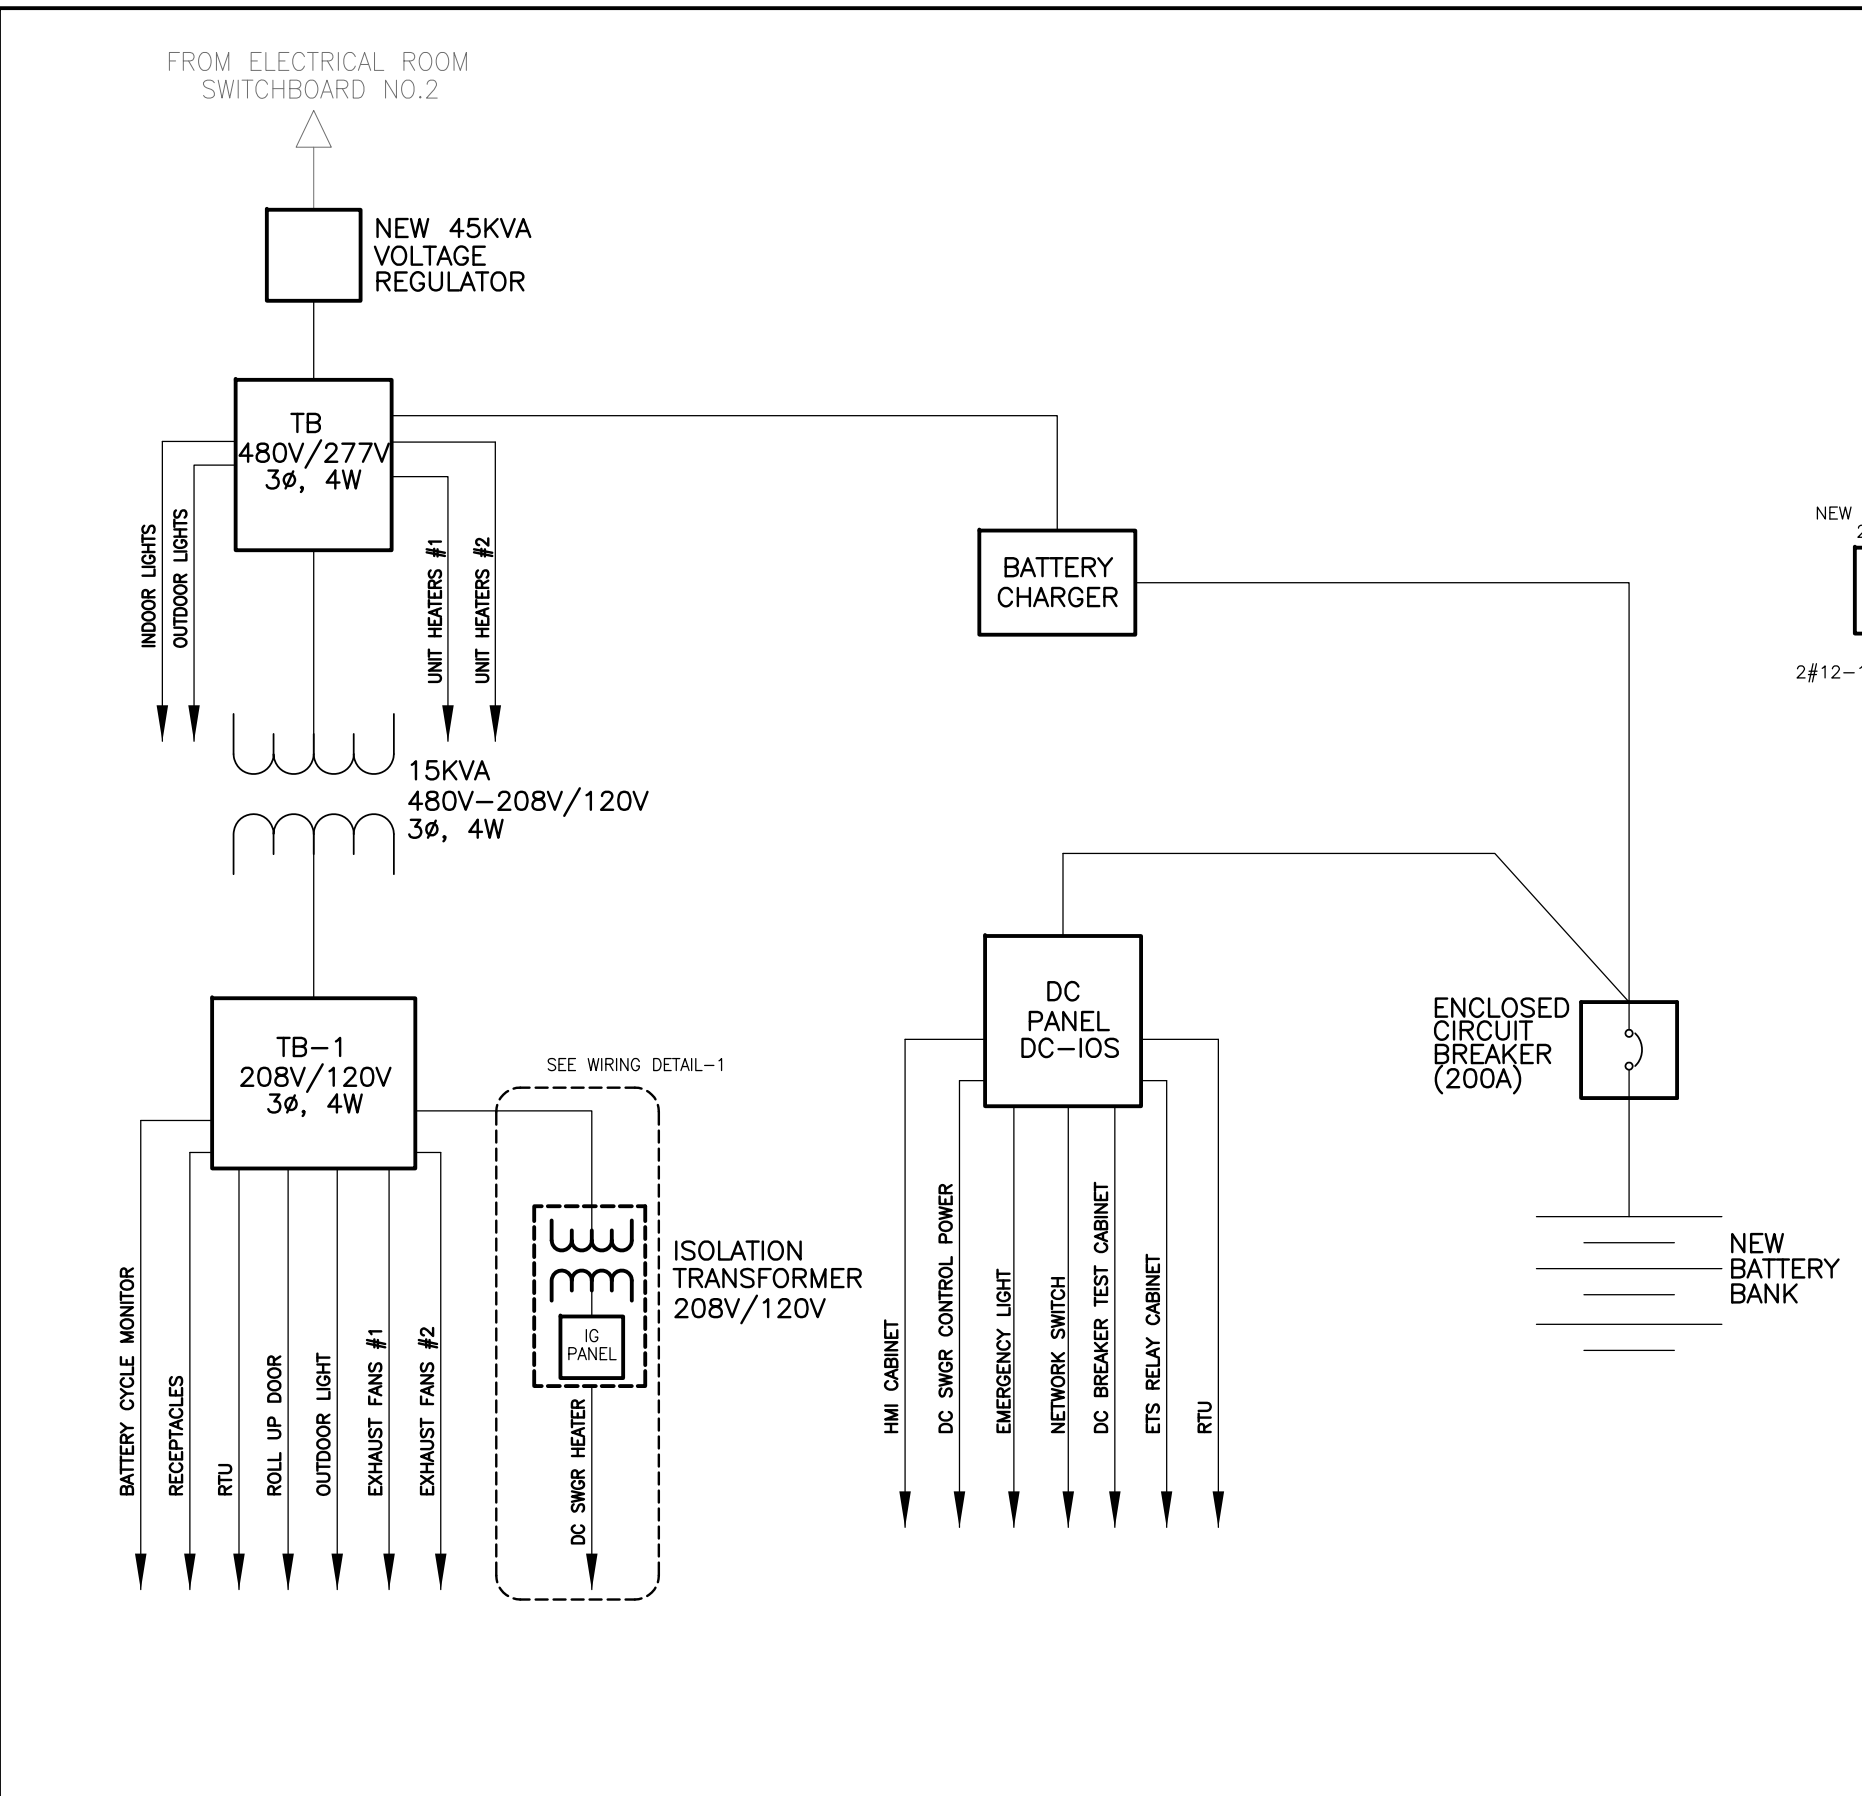 FROM ELECTRICAL ROOM
SWITCHBOARD NO.2
NEW 45KVA
VOLTAGE
REGULATOR
TB
480V/277V
3ø, 4W
INDOOR LIGHTS
OUTDOOR LIGHTS
UNIT HEATERS #1
UNIT HEATERS #2
BATTERY
CHARGER
NEW
2#12-1
15KVA
480V-208V/120V
3ø, 4W
TB-1
208V/120V
3ø, 4W
SEE WIRING DETAIL-1
DC
PANEL
DC-IOS
ENCLOSED
CIRCUIT
BREAKER
(200A)
BATTERY CYCLE MONITOR
RECEPTACLES
RTU
ROLL UP DOOR
OUTDOOR LIGHT
EXHAUST FANS #1
EXHAUST FANS #2
ISOLATION
TRANSFORMER
208V/120V
IG
PANEL
DC SWGR HEATER
HMI CABINET
DC SWGR CONTROL POWER
EMERGENCY LIGHT
NETWORK SWITCH
DC BREAKER TEST CABINET
ETS RELAY CABINET
RTU
NEW
BATTERY
BANK